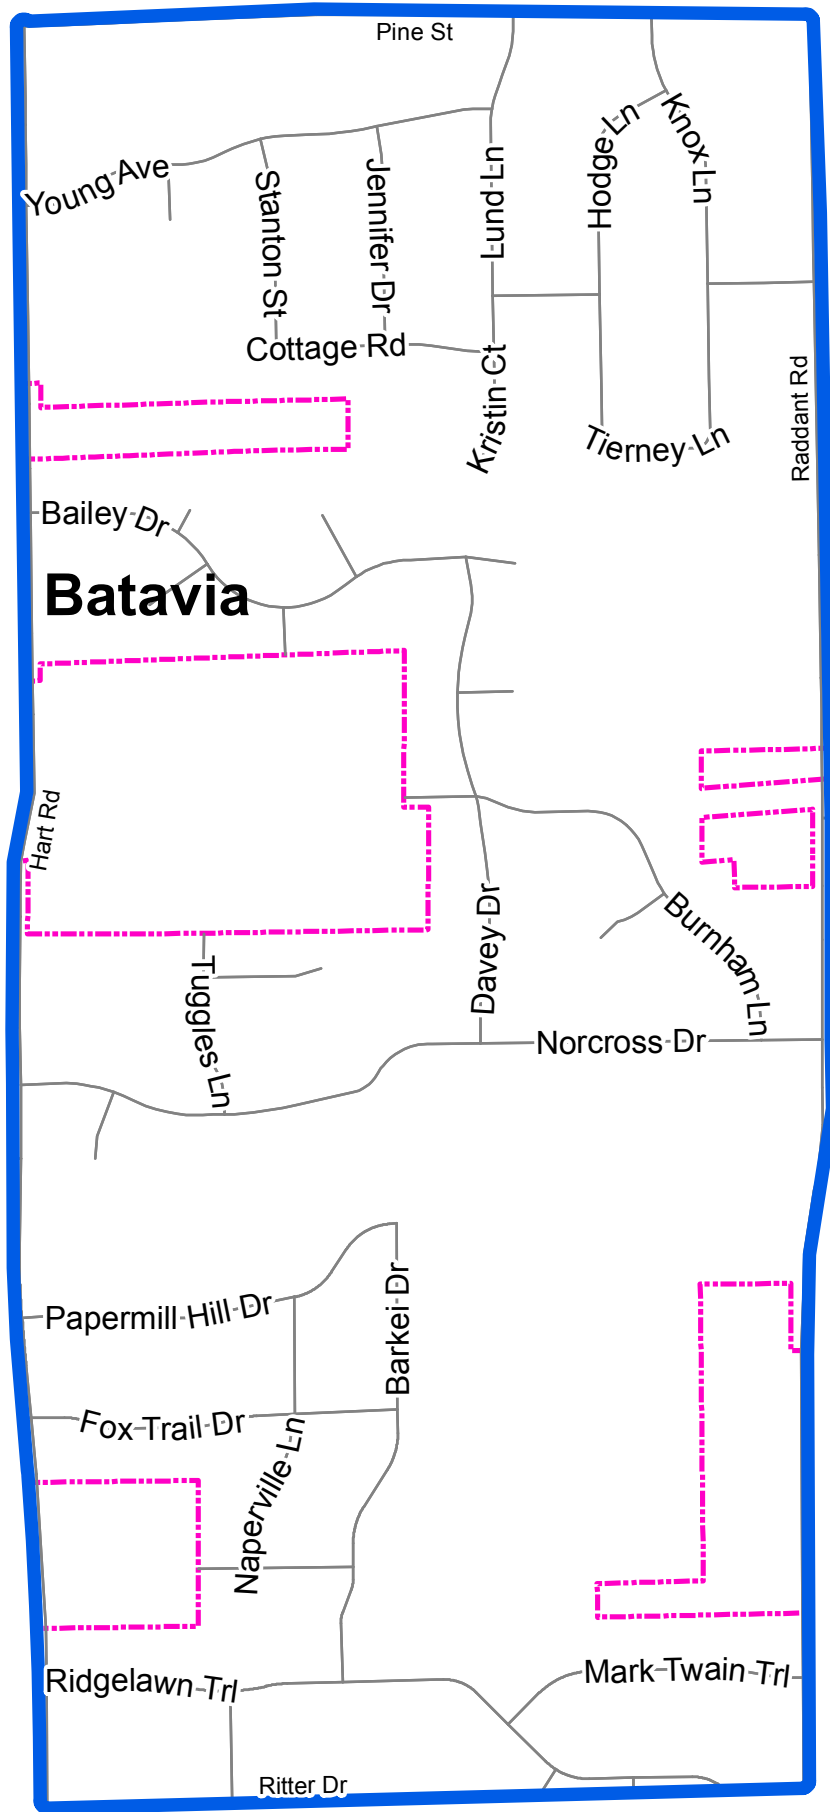 Pine St
Young Ave
Stanton St
Jennifer Dr
Lund Ln
Hodge Ln
Knox Ln
Cottage Rd
Kristin Ct
Tierney Ln
Raddant Rd
Bailey Dr
Batavia
Hart Rd
Davey Dr
Burnham Ln
Tuggles Ln
Norcross Dr
Papermill Hill Dr
Barkei Dr
Fox Trail Dr
Naperville Ln
Ridgelawn Trl
Mark Twain Trl
Ritter Dr